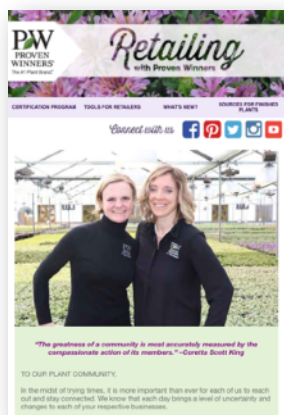 PW
PROVEN
WINNERS®
The #1 Plant Brand®
Retailing
with Proven Winners
CERTIFICATION PROGRAM TOOLS FOR RETAILERS WHAT'S NEW? SOURCES FOR FINISHED PLANTS
Connect with us
PROVEN WINNERS
"The greatness of a community is most accurately measured by the
compassionate action of its members." ~Coretta Scott King
TO OUR PLANT COMMUNITY,
In the midst of trying times, it is more important than ever for each of us to reach
out and stay connected. We know that each day brings a level of uncertainty and
changes to each of your respective businesses.